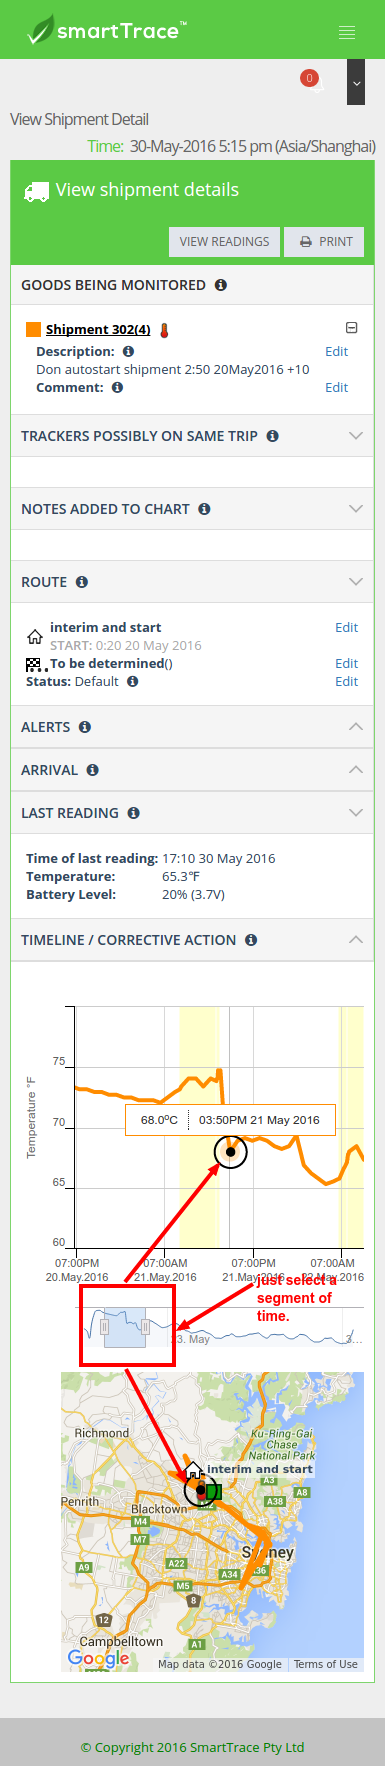 smartTrace™
0
View Shipment Detail
Time: 30-May-2016 5:15 pm (Asia/Shanghai)
View shipment details
VIEW READINGS
PRINT
GOODS BEING MONITORED
Shipment 302(4)
Description: Edit
Don autostart shipment 2:50 20May2016 +10
Comment: Edit
TRACKERS POSSIBLY ON SAME TRIP
NOTES ADDED TO CHART
ROUTE
interim and start Edit
START: 0:20 20 May 2016
To be determined() Edit
Status: Default Edit
ALERTS
ARRIVAL
LAST READING
Time of last reading: 17:10 30 May 2016
Temperature: 65.3°F
Battery Level: 20% (3.7V)
TIMELINE / CORRECTIVE ACTION
Temperature °F
75
70
65
60
68.0°C 03:50PM 21 May 2016
07:00PM 07:00AM 07:00PM 07:00AM
20.May.2016 21.May.2016 21.May.2016 22.May.2016
just select a
segment of
time.
23. May 3...
Richmond
Ku-Ring-Gai
Chase
National Park
interim and start
A3
A8
Penrith
Blacktown
A38
M2
M4
M7
Sydney
A9
A22
A34
A36
M5
8
12
Campbelltown
A1
Google
Map data ©2016 Google
Terms of Use
© Copyright 2016 SmartTrace Pty Ltd